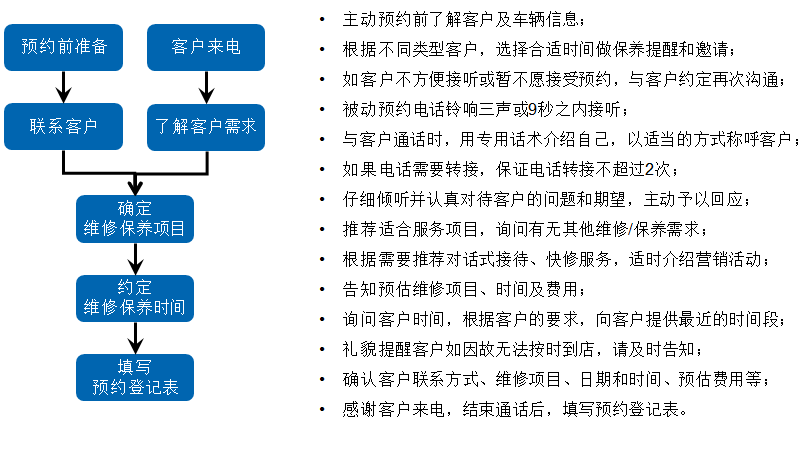 预约前准备
客户来电
联系客户
了解客户需求
确定
维修保养项目
约定
维修保养时间
填写
预约登记表
• 主动预约前了解客户及车辆信息；
• 根据不同类型客户，选择合适时间做保养提醒和邀请；
• 如客户不方便接听或暂不愿接受预约，与客户约定再次沟通；
• 被动预约电话铃响三声或9秒之内接听；
• 与客户通话时，用专用话术介绍自己，以适当的方式称呼客户；
• 如果电话需要转接，保证电话转接不超过2次；
• 仔细倾听并认真对待客户的问题和期望，主动予以回应；
• 推荐适合服务项目，询问有无其他维修/保养需求；
• 根据需要推荐对话式接待、快修服务，适时介绍营销活动；
• 告知预估维修项目、时间及费用；
• 询问客户时间，根据客户的要求，向客户提供最近的时间段；
• 礼貌提醒客户如因故无法按时到店，请及时告知；
• 确认客户联系方式、维修项目、日期和时间、预估费用等；
• 感谢客户来电，结束通话后，填写预约登记表。